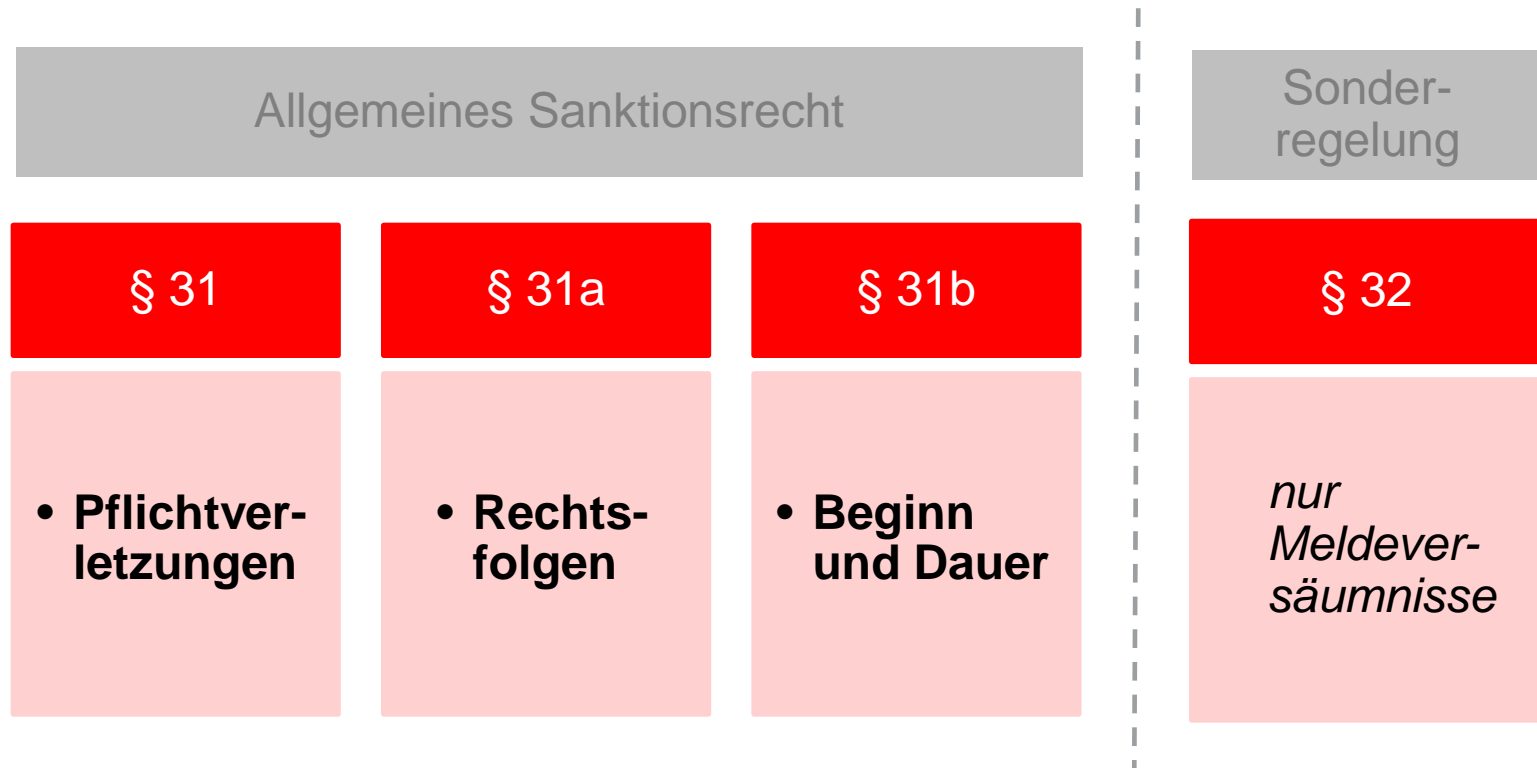 Allgemeines Sanktionsrecht
Sonder-
regelung
§ 31
§ 31a
§ 31b
§ 32
• Pflichtver-
letzungen
• Rechts-
folgen
• Beginn
und Dauer
nur
Meldever-
säumnisse